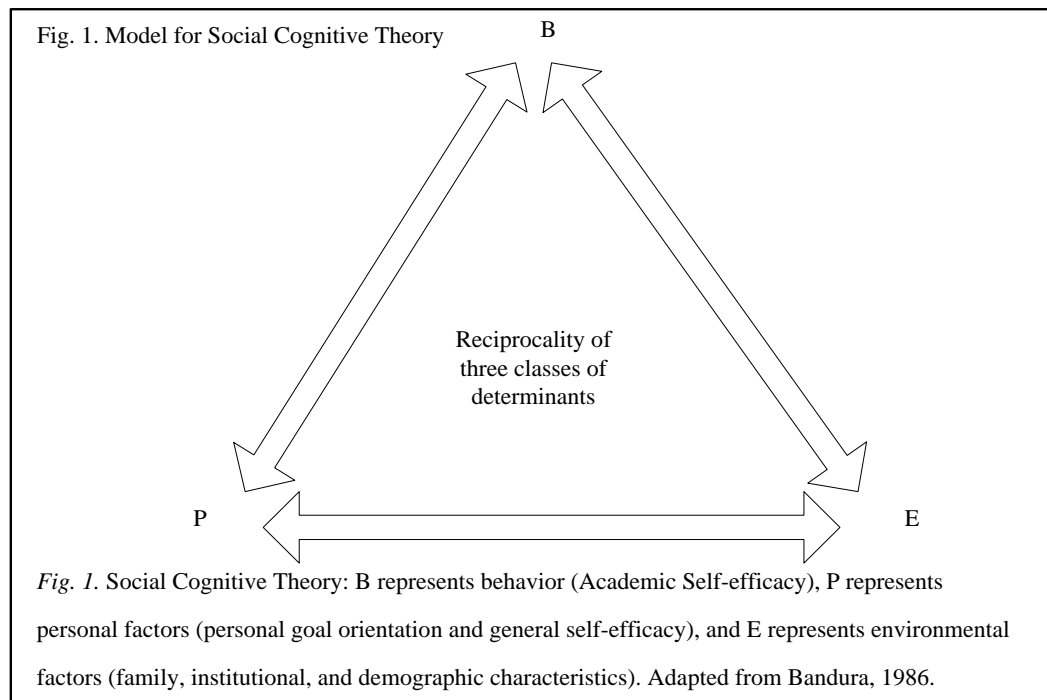 Fig. 1. Model for Social Cognitive Theory
B
Reciprocality of
three classes of
determinants
P
E
Fig. 1. Social Cognitive Theory: B represents behavior (Academic Self-efficacy), P represents
personal factors (personal goal orientation and general self-efficacy), and E represents environmental
factors (family, institutional, and demographic characteristics). Adapted from Bandura, 1986.